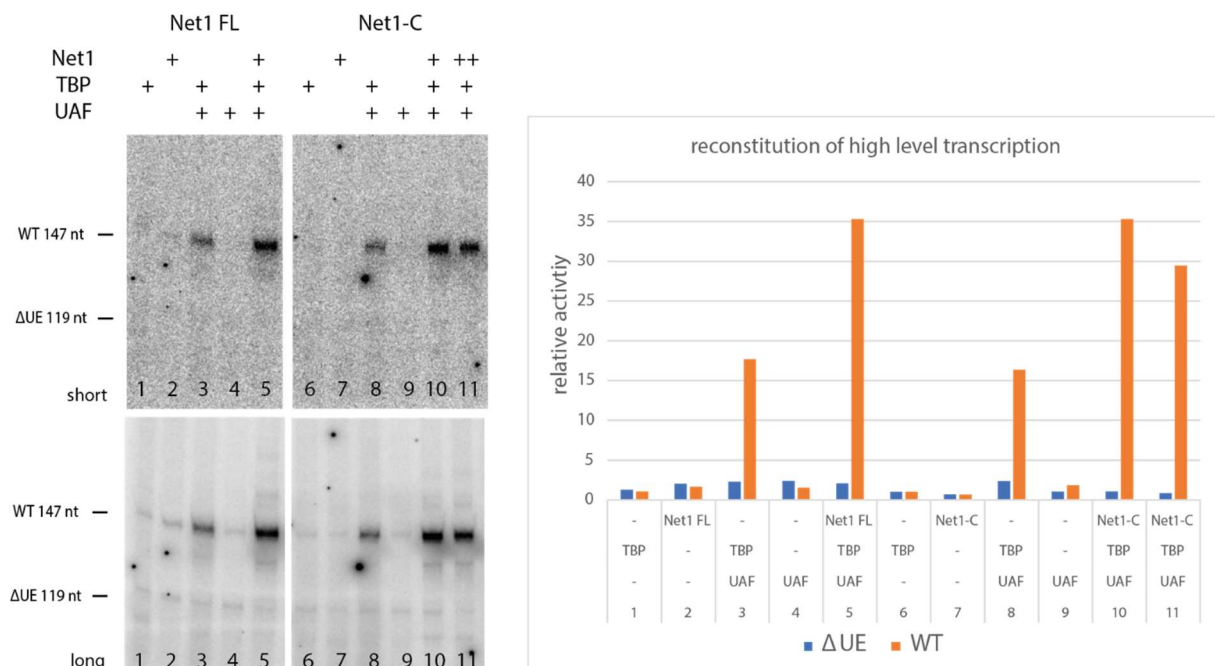 Net1 FL Net1-C
Net1 + + + + ++
TBP + + + + + + +
UAF + + + + + + +
WT 147 nt
ΔUE 119 nt
short 1 2 3 4 5 6 7 8 9 10 11
WT 147 nt
ΔUE 119 nt
long 1 2 3 4 5 6 7 8 9 10 11
reconstitution of high level transcription
relative activtiy
40
35
30
25
20
15
10
5
0
- Net1 FL - - Net1 FL - Net1-C - - Net1-C Net1-C
TBP - TBP - TBP TBP - TBP - TBP TBP
- - UAF UAF UAF - - UAF UAF UAF UAF
1 2 3 4 5 6 7 8 9 10 11
ΔUE WT